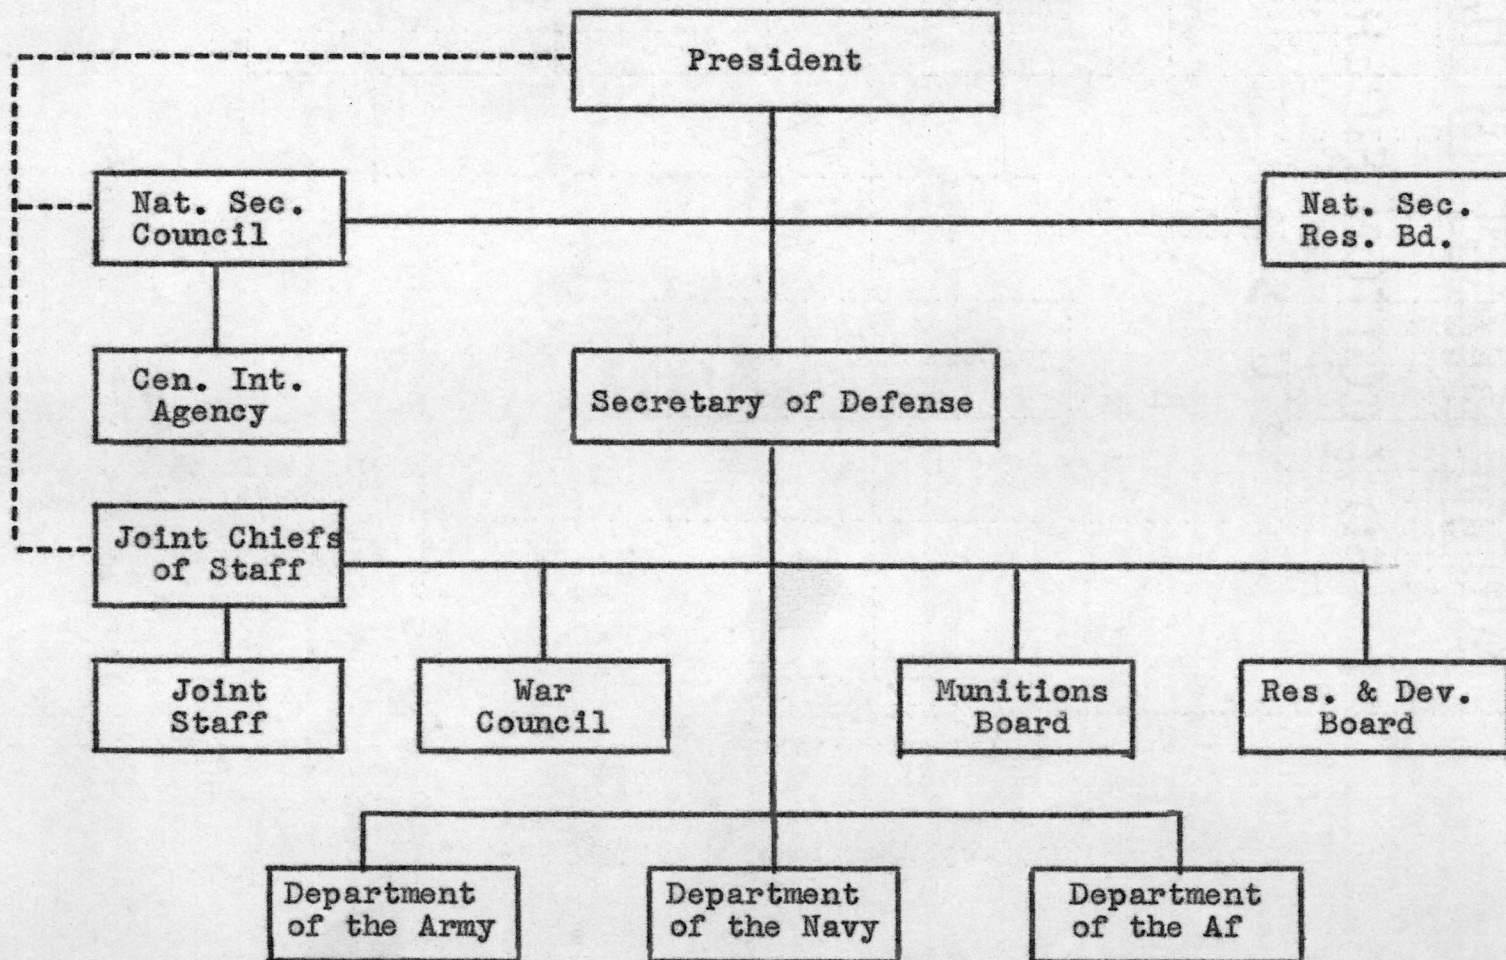 President
Nat. Sec.
Council
Nat. Sec.
Res. Bd.
Cen. Int.
Agency
Secretary of Defense
Joint Chiefs
of Staff
Joint
Staff
War
Council
Munitions
Board
Res. & Dev.
Board
Department
of the Army
Department
of the Navy
Department
of the Af